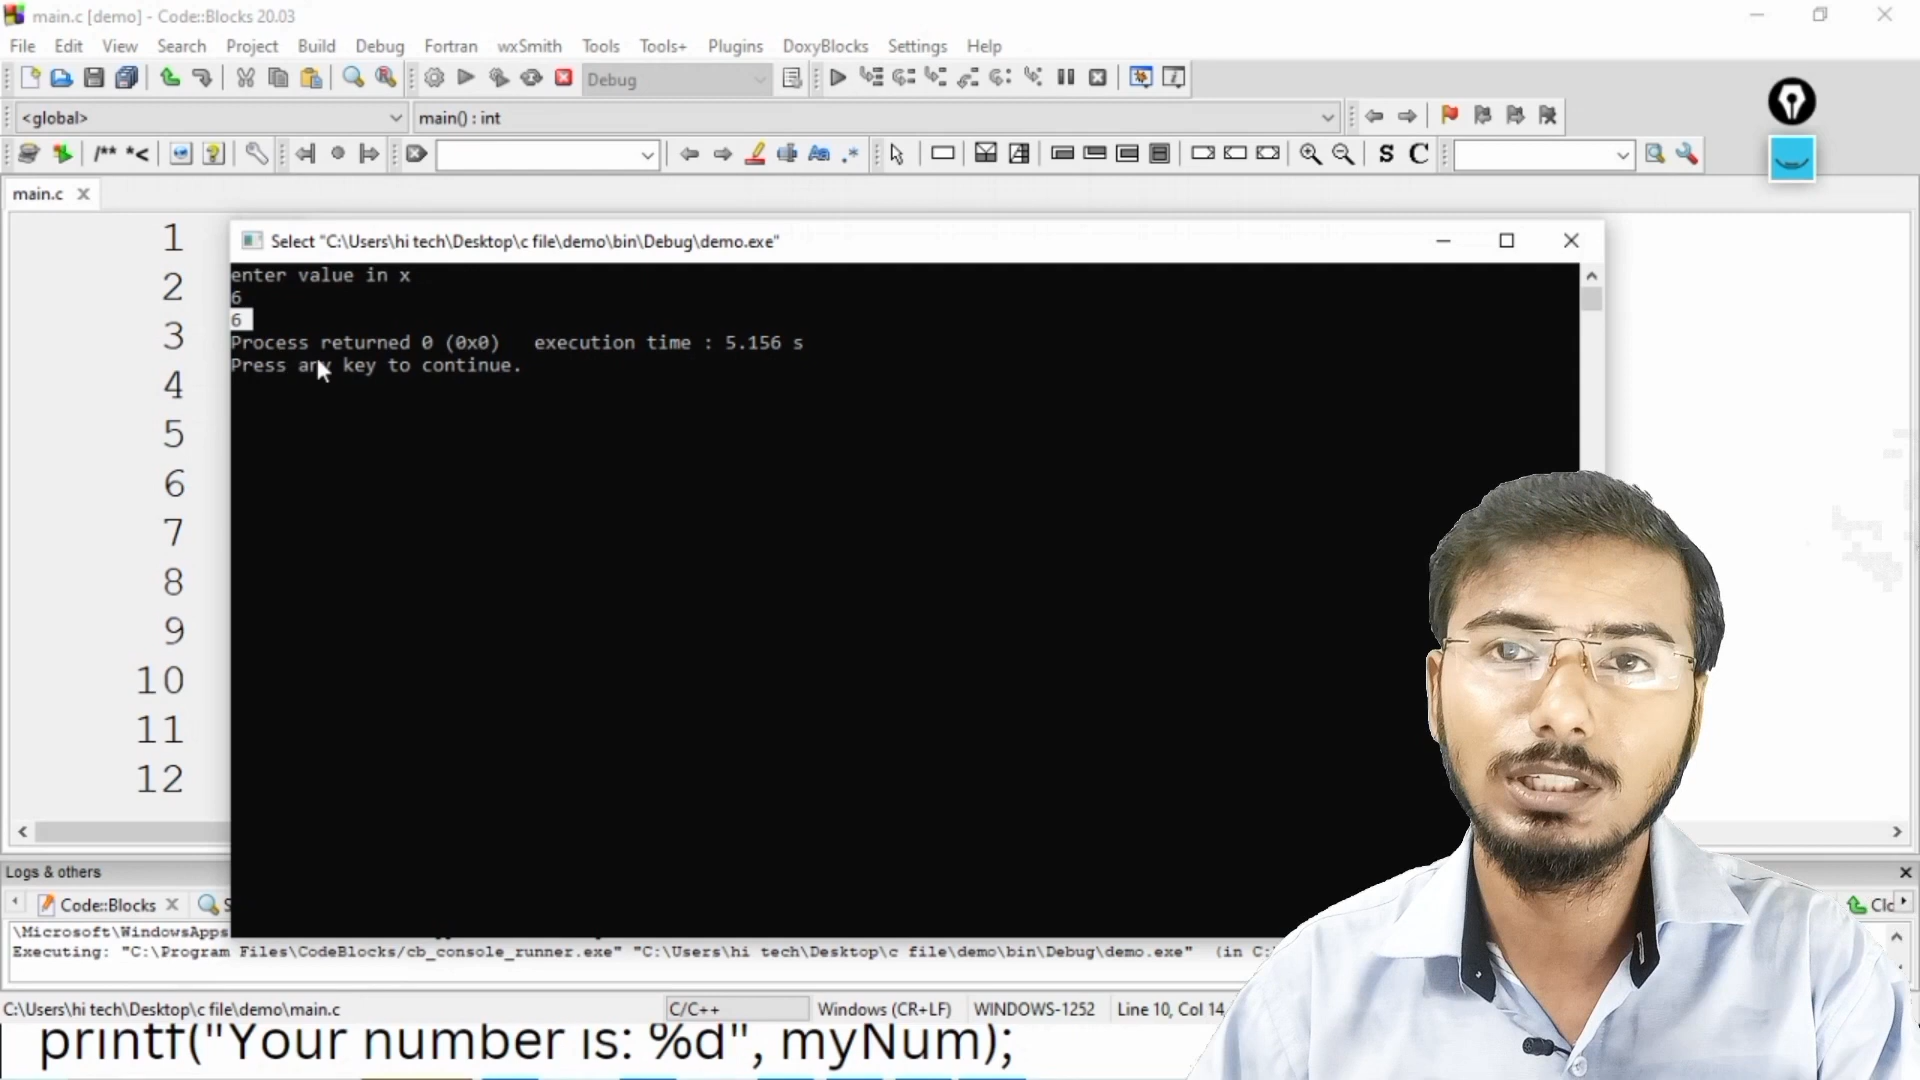 main.c [demo] - Code::Blocks 20.03
File Edit View Search Project Build Debug Fortran wxSmith Tools Tools+ Plugins DoxyBlocks Settings Help
Debug
<global> main() : int
/** *< Aa .* S C
main.c
1
2
3
4
5
6
7
8
9
10
11
12
Select "C:\Users\hi tech\Desktop\c file\demo\bin\Debug\demo.exe"
enter value in x
6
6
Process returned 0 (0x0) execution time : 5.156 s
Press any key to continue.
Logs & others
Code::Blocks
\Microsoft\WindowsApps
Executing: "C:\Program Files\CodeBlocks/cb_console_runner.exe" "C:\Users\hi tech\Desktop\c file\demo\bin\Debug\demo.exe" (in C:
C:\Users\hi tech\Desktop\c file\demo\main.c C/C++ Windows (CR+LF) WINDOWS-1252 Line 10, Col 14,
printf("Your number is: %d", myNum);